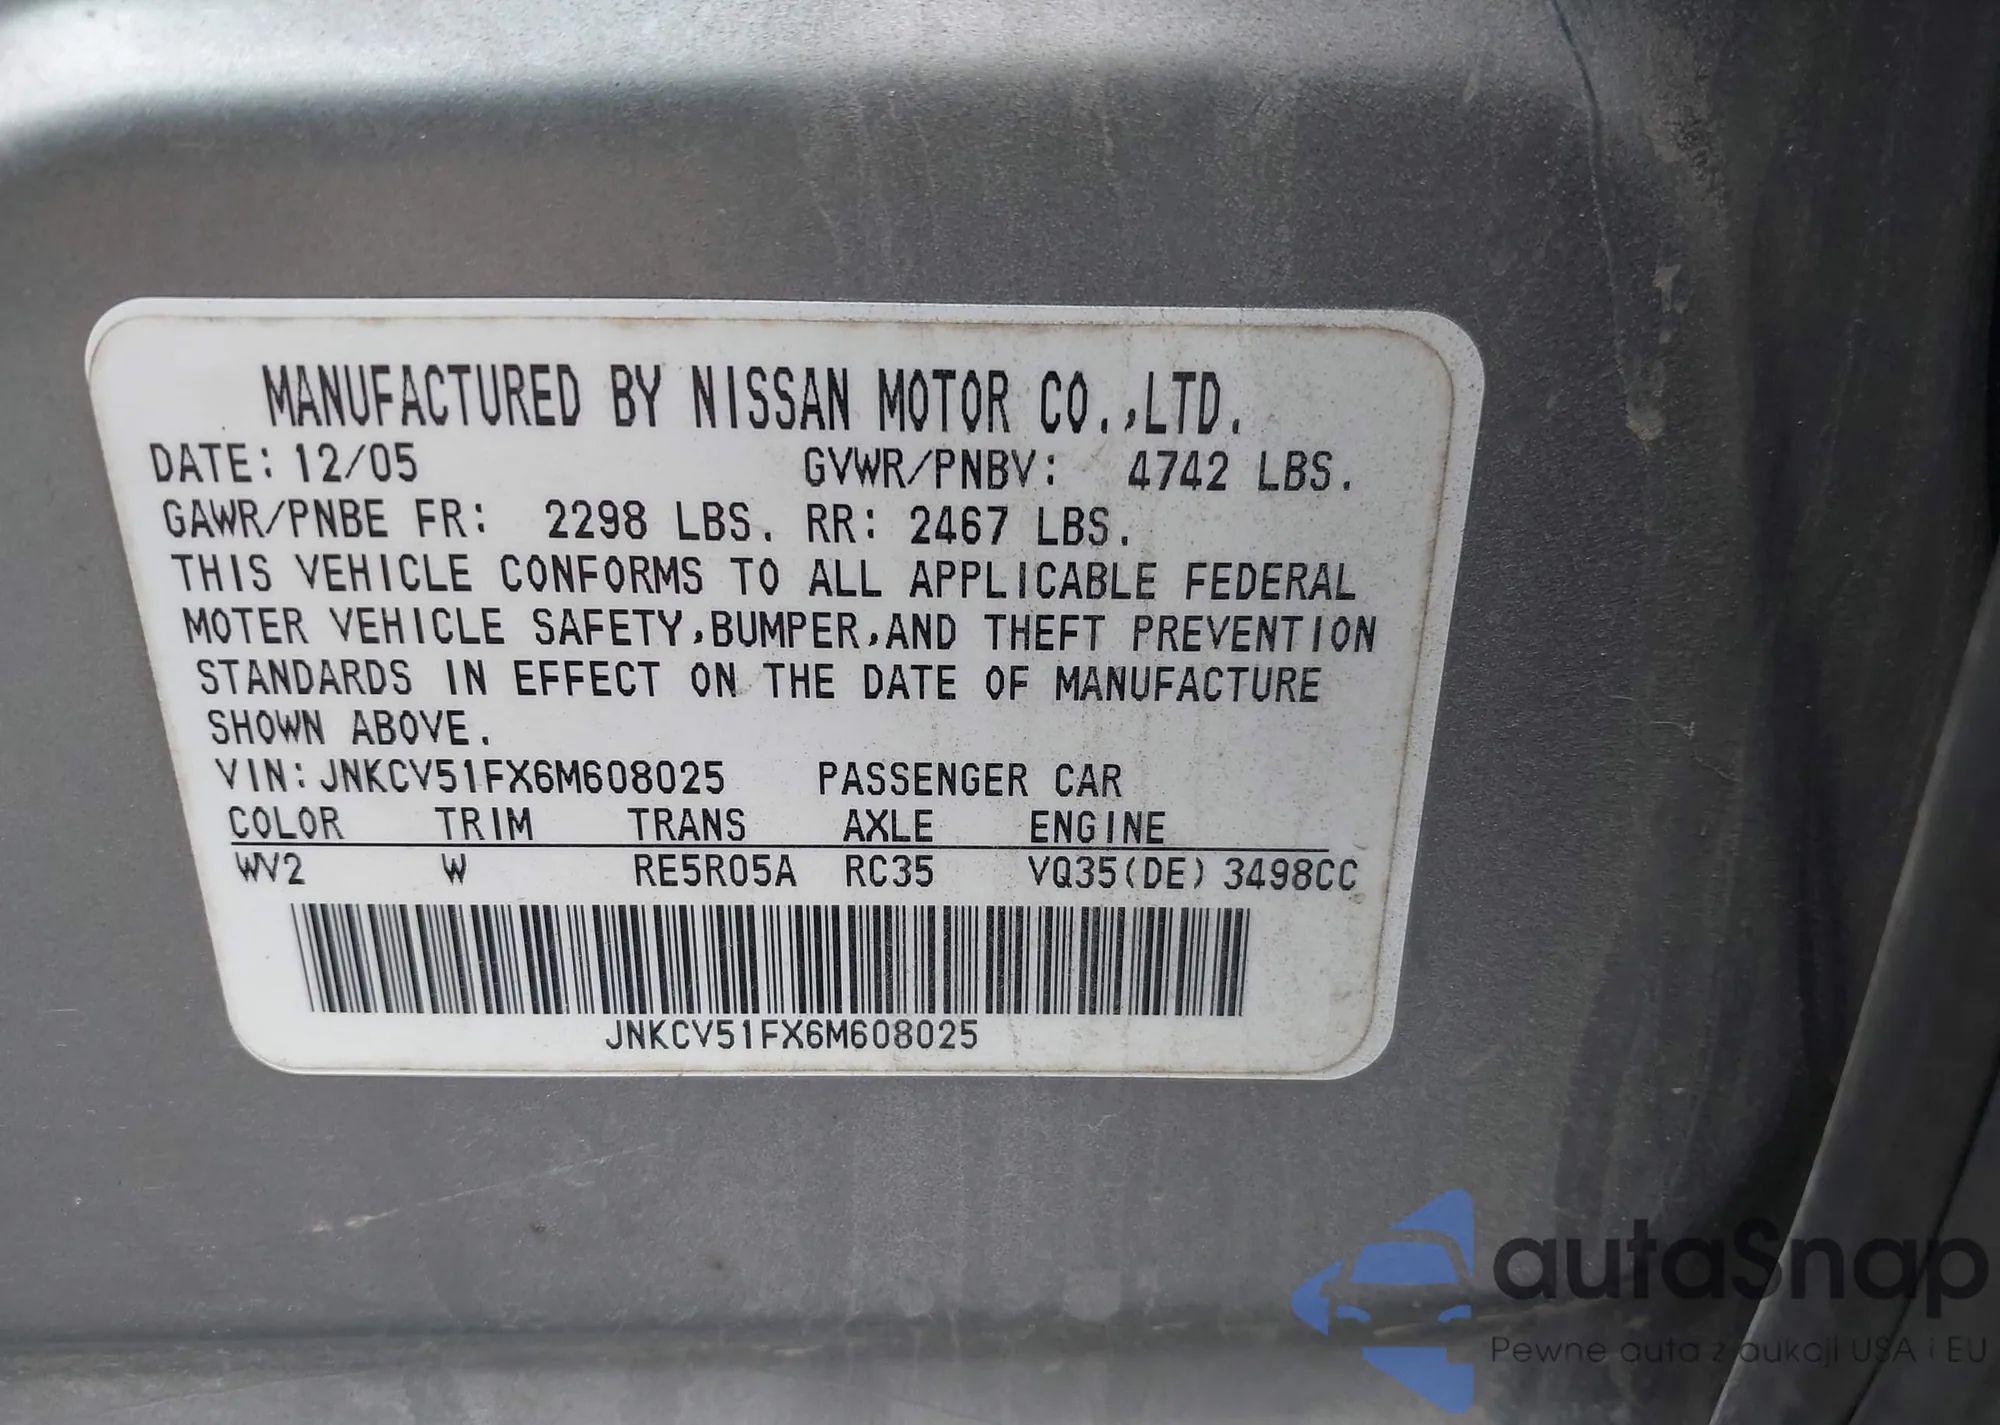 MANUFACTURED BY NISSAN MOTOR CO.,LTD.
DATE: 12/05 GVWR/PNBV: 4742 LBS.
GAWR/PNBE FR: 2298 LBS. RR: 2467 LBS.
THIS VEHICLE CONFORMS TO ALL APPLICABLE FEDERAL
MOTER VEHICLE SAFETY,BUMPER,AND THEFT PREVENTION
STANDARDS IN EFFECT ON THE DATE OF MANUFACTURE
SHOWN ABOVE.
VIN: JNKCV51FX6M608025 PASSENGER CAR
COLOR TRIM TRANS AXLE ENGINE
WV2 W RE5R05A RC35 VQ35(DE) 3498CC
JNKCV51FX6M608025
autaSnap
Pewne auta z aukcji USA i EU